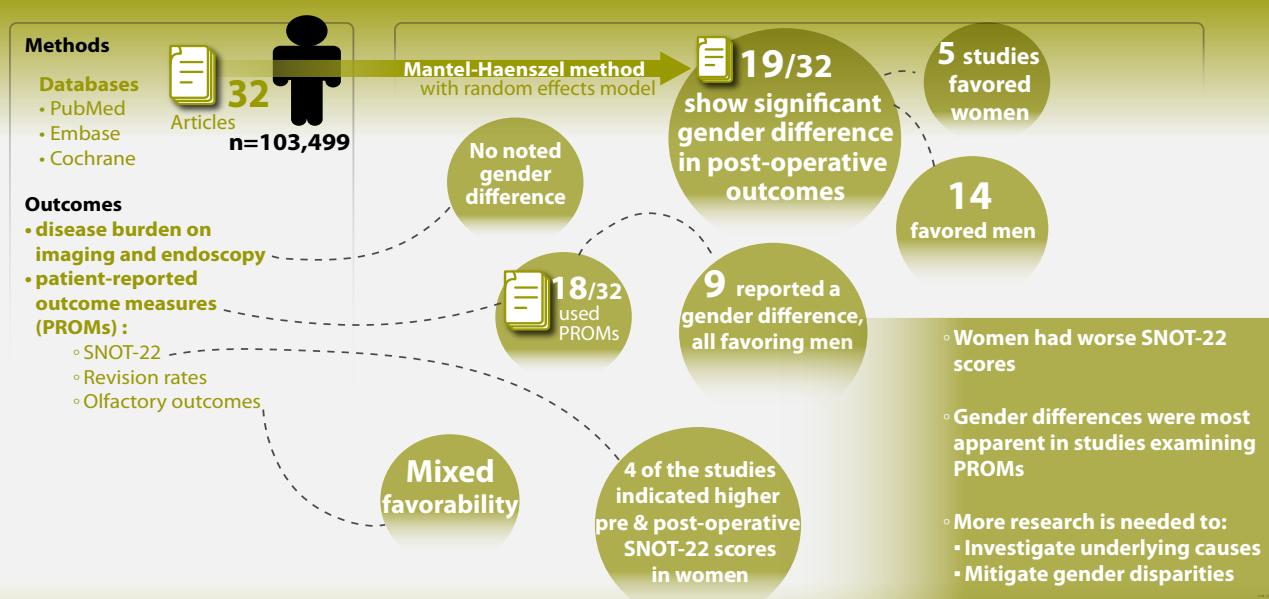 Methods
Databases
• PubMed
• Embase
• Cochrane
32
Articles
n=103,499
Mantel-Haenszel method
with random effects model
19/32
show significant
gender difference
in post-operative
outcomes
5 studies
favored
women
14
favored men
No noted
gender
difference
Outcomes
• disease burden on
imaging and endoscopy
• patient-reported
outcome measures
(PROMs) :
◦ SNOT-22
◦ Revision rates
◦ Olfactory outcomes
18/32
used
PROMs
9 reported a
gender difference,
all favoring men
Mixed
favorability
4 of the studies
indicated higher
pre & post-operative
SNOT-22 scores
in women
◦ Women had worse SNOT-22
scores
◦ Gender differences were most
apparent in studies examining
PROMs
◦ More research is needed to:
▪ Investigate underlying causes
▪ Mitigate gender disparities